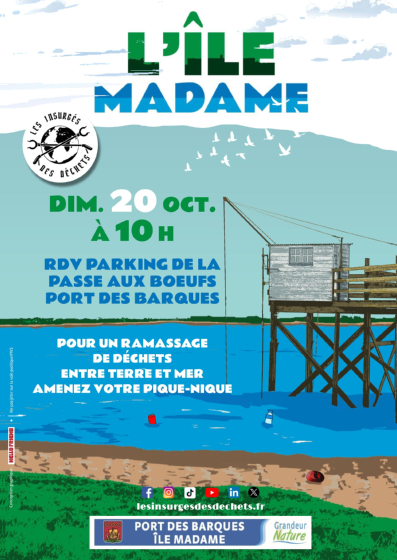 L'ÎLE
MADAME
LES INSURGÉS
DES DÉCHETS
DIM. 20 OCT.
À 10 H
RDV PARKING DE LA
PASSE AUX BOEUFS
PORT DES BARQUES
POUR UN RAMASSAGE
DE DÉCHETS
ENTRE TERRE ET MER
AMENEZ VOTRE PIQUE-NIQUE
lesinsurgesdesdechets.fr
PORT DES BARQUES
ÎLE MADAME
Grandeur
Nature